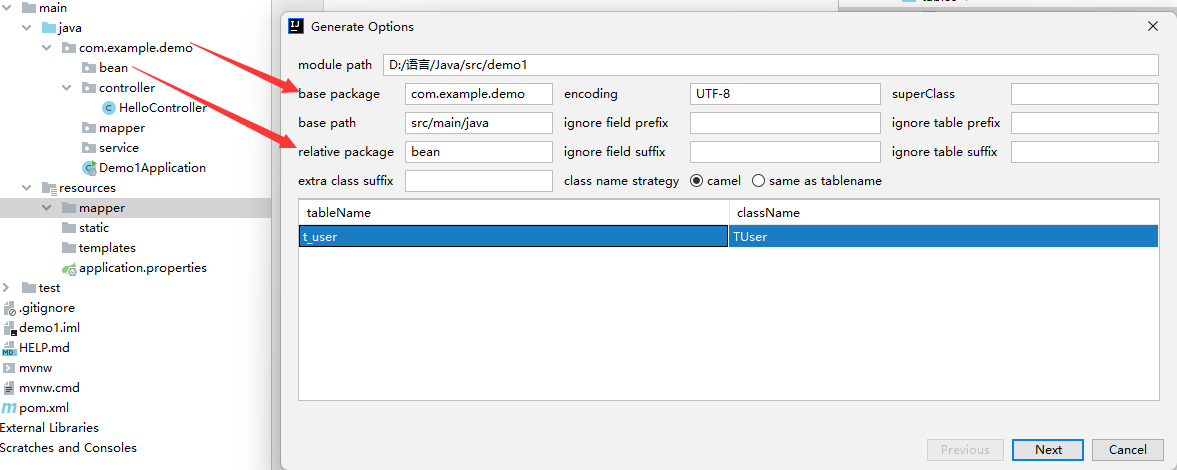 main
java
com.example.demo
bean
controller
HelloController
mapper
service
Demo1Application
resources
mapper
static
templates
application.properties
test
.gitignore
demo1.iml
HELP.md
mvnw
mvnw.cmd
pom.xml
External Libraries
Scratches and Consoles
Generate Options
module path D:/语言/Java/src/demo1
base package com.example.demo encoding UTF-8 superClass
base path src/main/java ignore field prefix ignore table prefix
relative package bean ignore field suffix ignore table suffix
extra class suffix class name strategy camel same as tablename
tableName className
t_user TUser
Previous Next Cancel